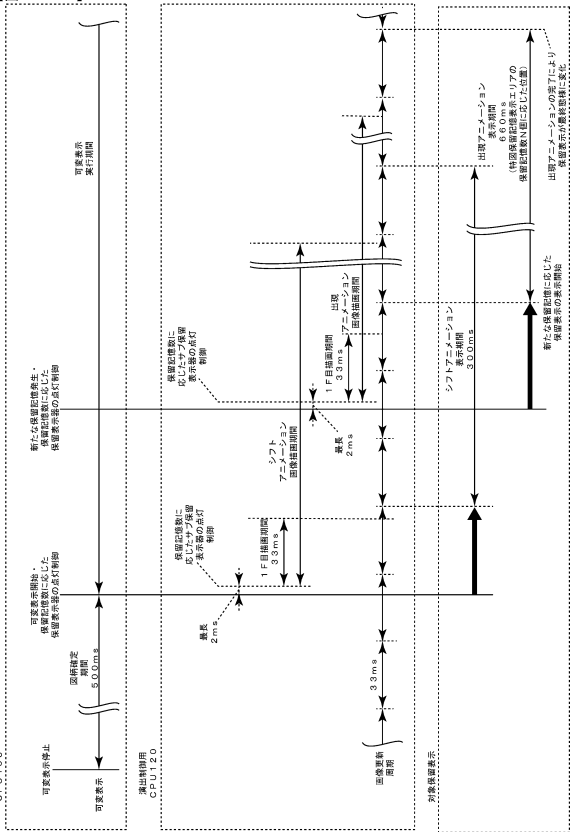 可変表示停止
可変表示
図柄確定
期間
500ms
可変表示開始・
保留記憶数に応じた
保留表示器の点灯制御
新たな保留記憶発生・
保留記憶数に応じた
保留表示器の点灯制御
可変表示
実行期間
演出制御用
CPU120
最長
2ms
保留記憶数に
応じたサブ保留
表示器の点灯
制御
1F目描画期間
33ms
シフト
アニメーション
画像描画期間
最長
2ms
保留記憶数に
応じたサブ保留
表示器の点灯
制御
1F目描画期間
33ms
出現
アニメーション
画像描画期間
画像更新
周期
33ms
対象保留表示
シフトアニメーション
表示期間
300ms
新たな保留記憶に応じた
保留表示の表示開始
出現アニメーション
表示期間
660ms
(特図保留記憶表示エリアの
保留記憶数N個に応じた位置)
出現アニメーションの完了により
保留表示が最終態様に変化